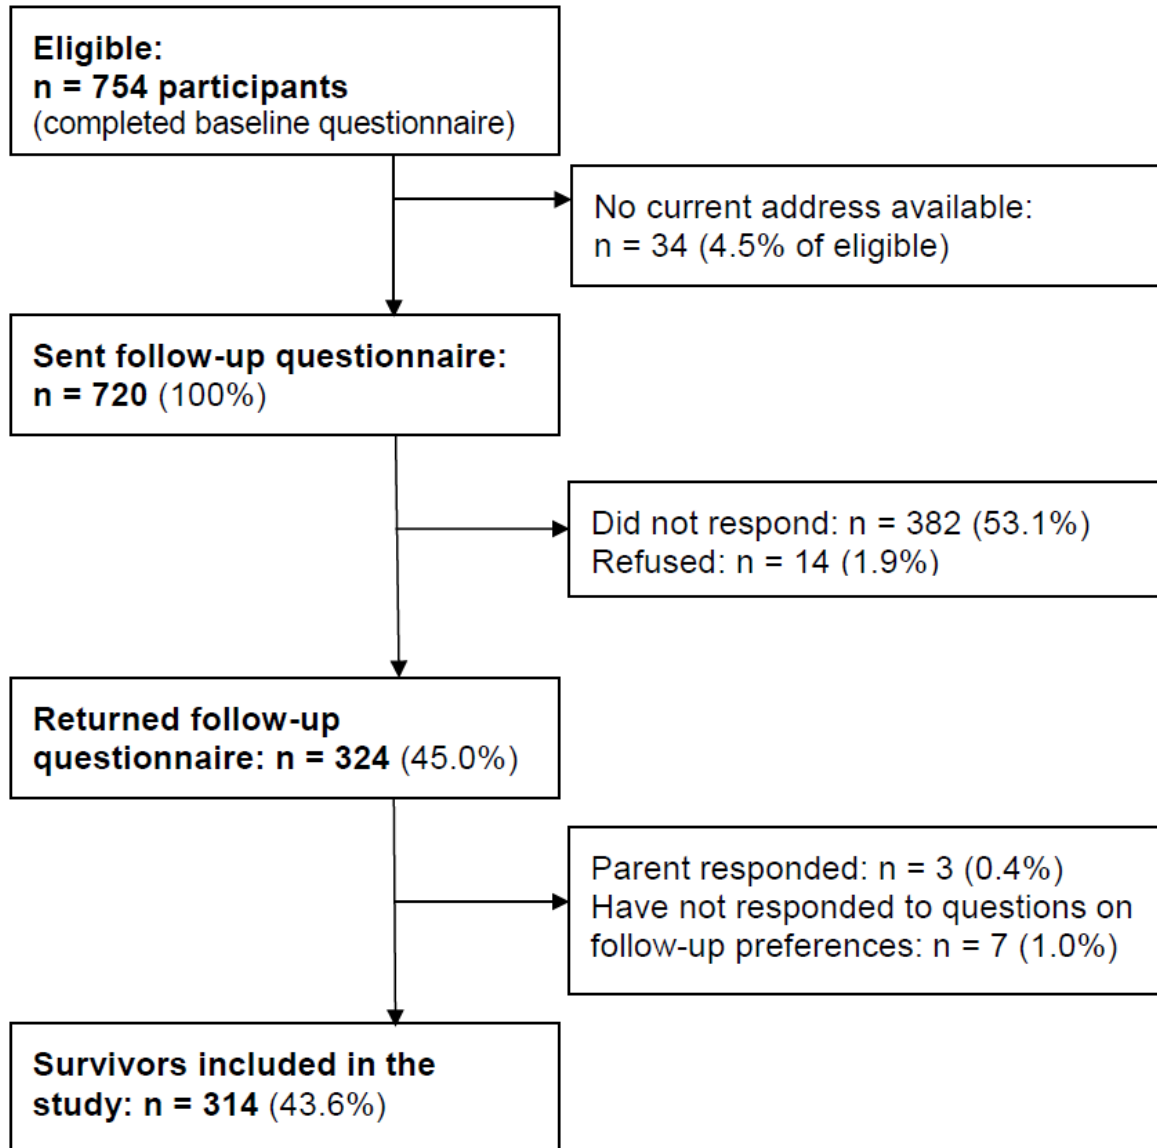 Eligible:
n = 754 participants
(completed baseline questionnaire)
No current address available:
n = 34 (4.5% of eligible)
Sent follow-up questionnaire:
n = 720 (100%)
Did not respond: n = 382 (53.1%)
Refused: n = 14 (1.9%)
Returned follow-up
questionnaire: n = 324 (45.0%)
Parent responded: n = 3 (0.4%)
Have not responded to questions on
follow-up preferences: n = 7 (1.0%)
Survivors included in the
study: n = 314 (43.6%)